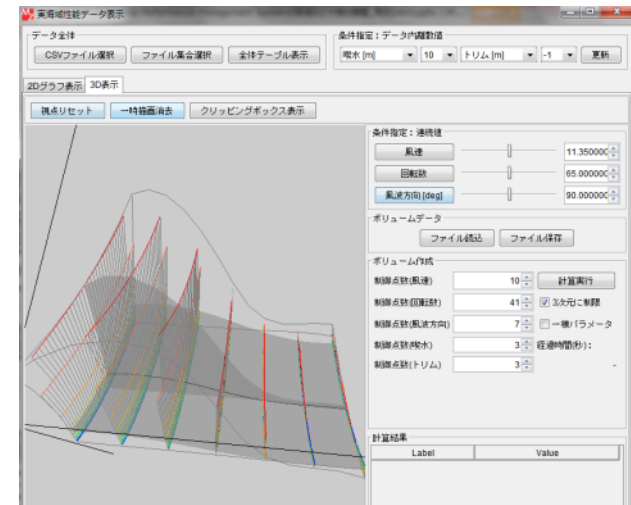 実海域性能データ表示
データ全体
CSVファイル選択 ファイル集合選択 全体テーブル表示
条件指定：データ内離散値
喫水 [m] 10 トリム [m] -1 更新
2Dグラフ表示 3D表示
視点リセット 一時描画消去 クリッピングボックス表示
条件指定：連続値
風速 11.350000
回転数 65.000000
風波方向 [deg] 90.000000
ボリュームデータ
ファイル読込 ファイル保存
ボリューム作成
制御点数(風速) 10 計算実行
制御点数(回転数) 41 3次元に制限
制御点数(風波方向) 7 一様パラメータ
制御点数(喫水) 3 経過時間(秒)：
制御点数(トリム) 3 -
計算結果
Label Value